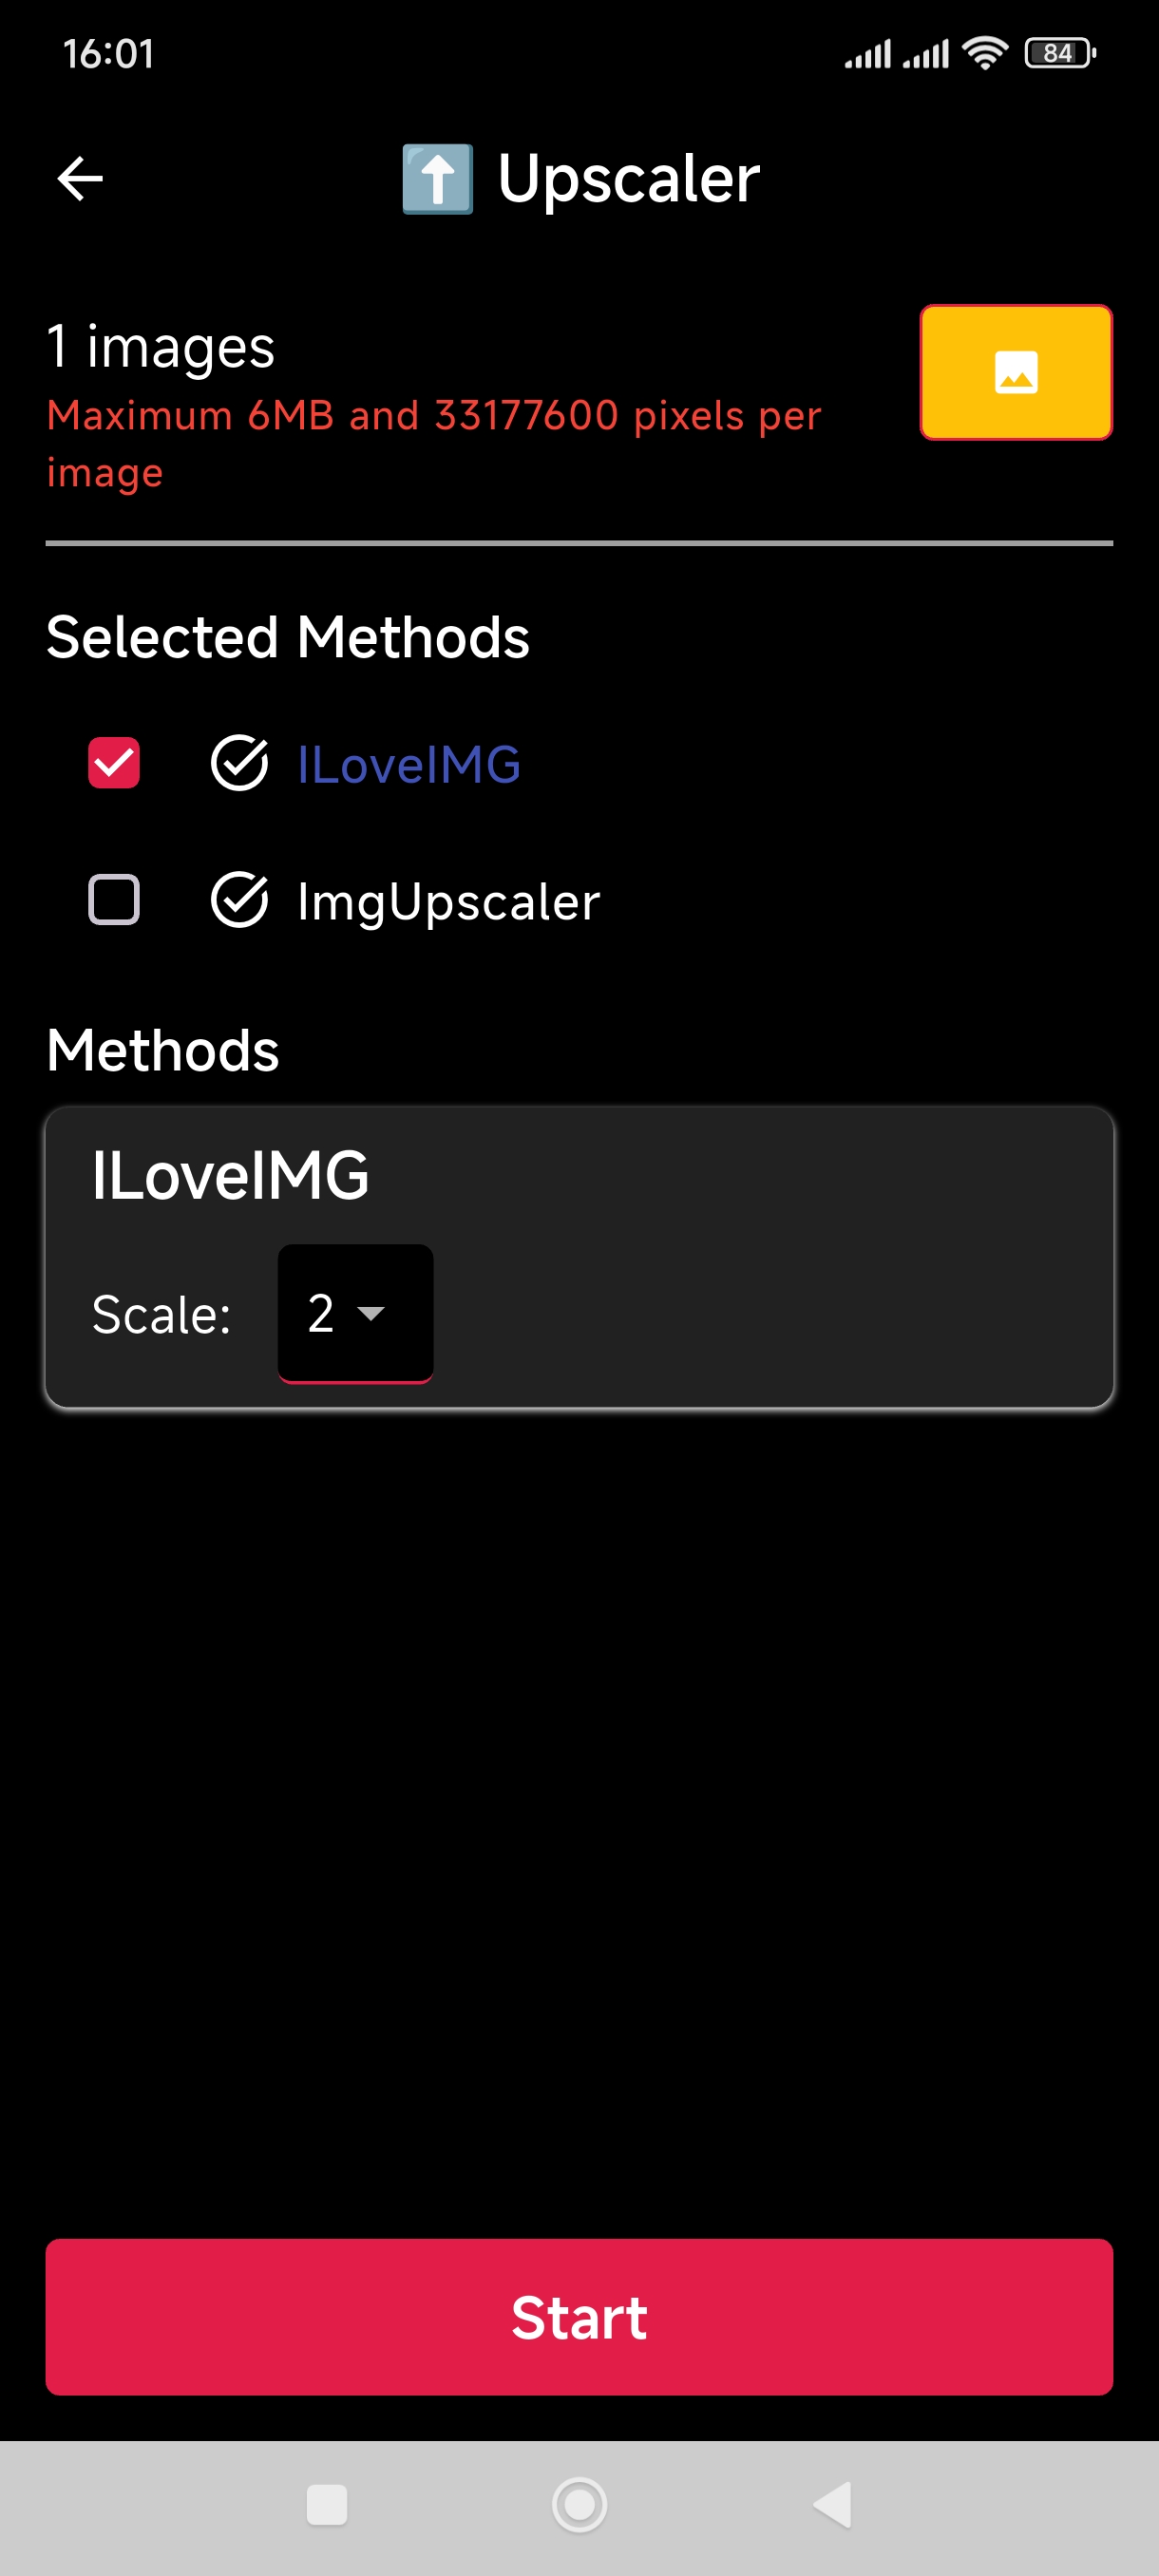 16:01
84
Upscaler
1 images
Maximum 6MB and 33177600 pixels per
image
Selected Methods
ILoveIMG
ImgUpscaler
Methods
ILoveIMG
Scale: 2
Start